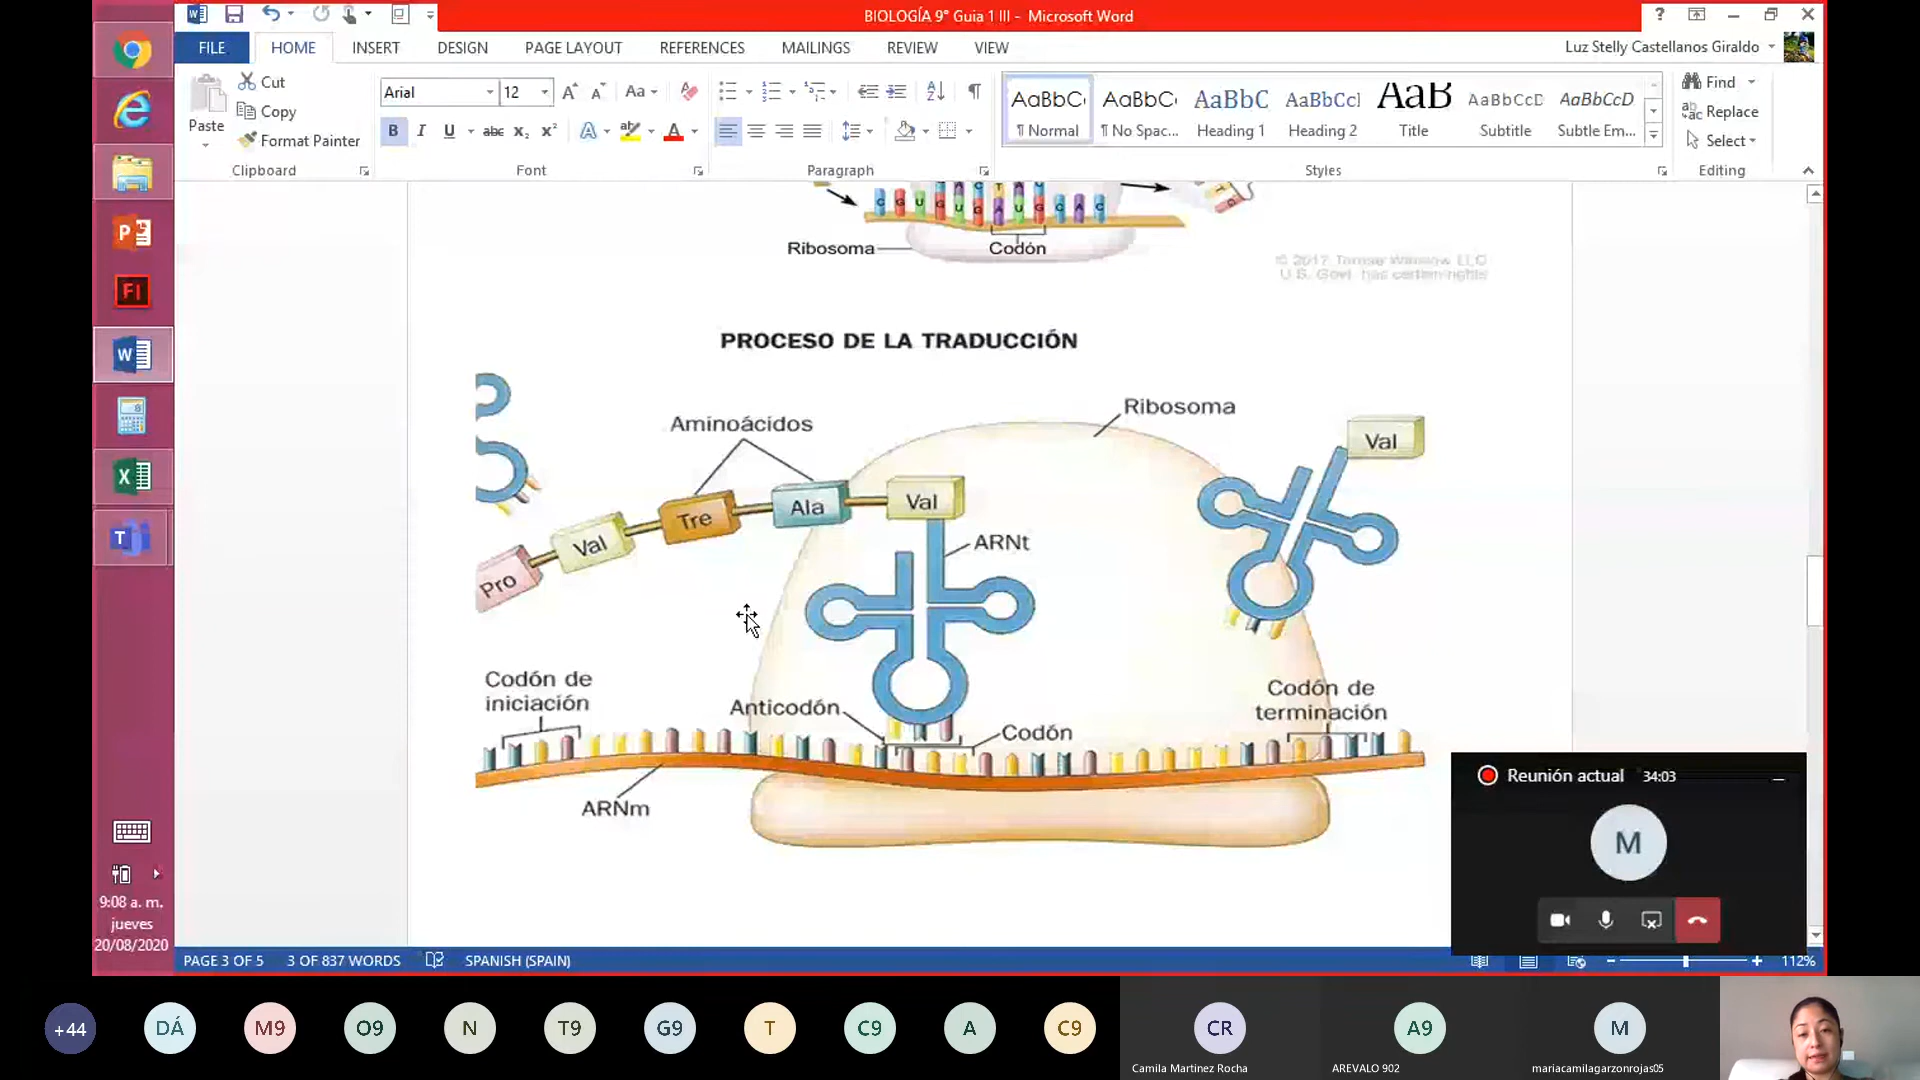 BIOLOGÍA 9° Guia 1 III - Microsoft Word
FILE HOME INSERT DESIGN PAGE LAYOUT REFERENCES MAILINGS REVIEW VIEW
Luz Stelly Castellanos Giraldo
Paste
Cut
Copy
Format Painter
Clipboard
Arial 12
Font
Paragraph
AaBbCc AaBbCc AaBbC AaBbCcI AaB AaBbCcD AaBbCcD
¶ Normal ¶ No Spac... Heading 1 Heading 2 Title Subtitle Subtle Em...
Styles
Find
Replace
Select
Editing
C G U G U G A U G C A C
Ribosoma
Codón
© 2017 Terese Winslow LLC
U.S. Govt. has certain rights
PROCESO DE LA TRADUCCIÓN
Aminoácidos
Ribosoma
Val
Pro Val Tre Ala Val
ARNt
Codón de
iniciación
Anticodón
Codón
Codón de
terminación
ARNm
Reunión actual 34:03
M
9:08 a. m.
jueves
20/08/2020
PAGE 3 OF 5 3 OF 837 WORDS SPANISH (SPAIN) 112%
+44 DÁ M9 O9 N T9 G9 T C9 A C9 CR A9 M
Camila Martinez Rocha AREVALO 902 mariacamilagarzonrojas05